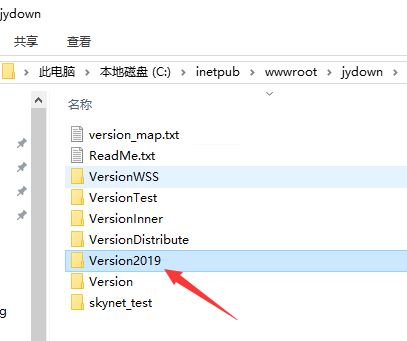 jydown
共享 查看
此电脑 > 本地磁盘 (C:) > inetpub > wwwroot > jydown >
名称
version_map.txt
ReadMe.txt
VersionWSS
VersionTest
VersionInner
VersionDistribute
Version2019
Version
skynet_test
g